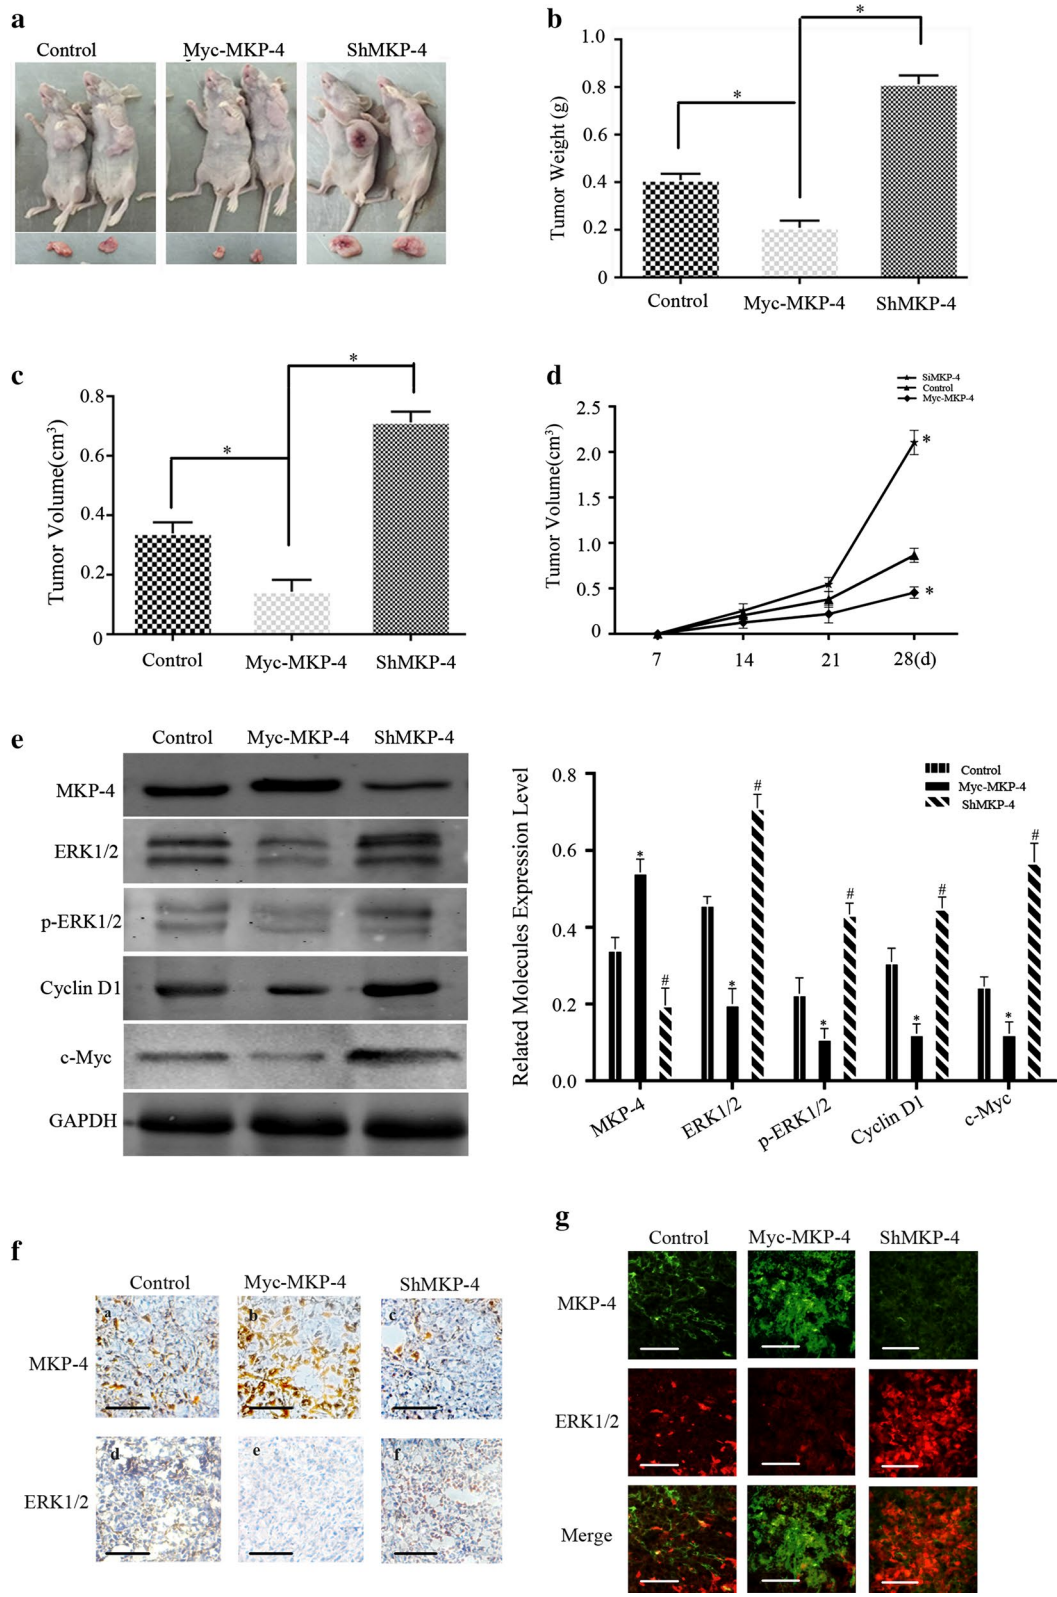 a
Control Myc-MKP-4 ShMKP-4
b
*
*
Tumor Weight (g)
1.0
0.8
0.6
0.4
0.2
0
Control Myc-MKP-4 ShMKP-4
c
*
*
Tumor Volume(cm³)
0.8
0.6
0.4
0.2
0
Control Myc-MKP-4 ShMKP-4
d
SiMKP-4
Control
Myc-MKP-4
Tumor Volume(cm³)
2.5
2.0
1.5
1.0
0.5
0
*
*
7 14 21 28(d)
e
Control Myc-MKP-4 ShMKP-4
MKP-4
ERK1/2
p-ERK1/2
Cyclin D1
c-Myc
GAPDH
Related Molecules Expression Level
0.8
0.6
0.4
0.2
0.0
Control
Myc-MKP-4
ShMKP-4
* # * # * # * # * #
MKP-4 ERK1/2 p-ERK1/2 Cyclin D1 c-Myc
f
Control Myc-MKP-4 ShMKP-4
MKP-4
a b c
ERK1/2
d e f
g
Control Myc-MKP-4 ShMKP-4
MKP-4
ERK1/2
Merge